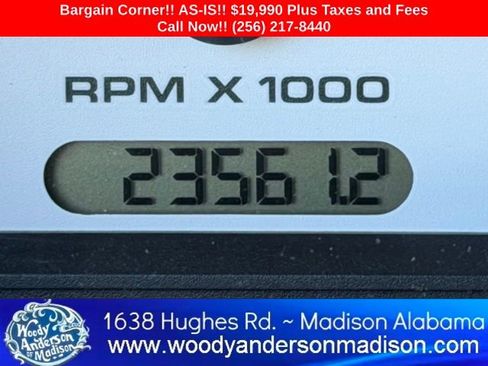 Bargain Corner!! AS-IS!! $19,990 Plus Taxes and Fees
Call Now!! (256) 217-8440
RPM X 1000
23561.2
Woody
Anderson
OF Madison
1638 Hughes Rd. ~ Madison Alabama
www.woodyandersonmadison.com